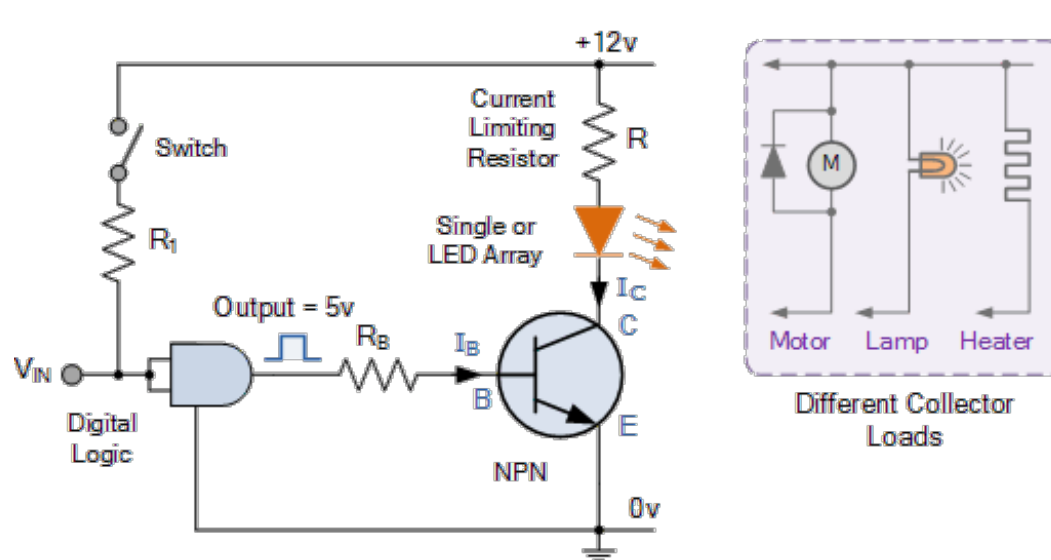 +12v
Switch
Current
Limiting
Resistor
R
R1
Single or
LED Array
IC
C
Output = 5v
RB
IB
B
VIN
E
Digital
Logic
NPN
0v
M
Motor
Lamp
Heater
Different Collector
Loads